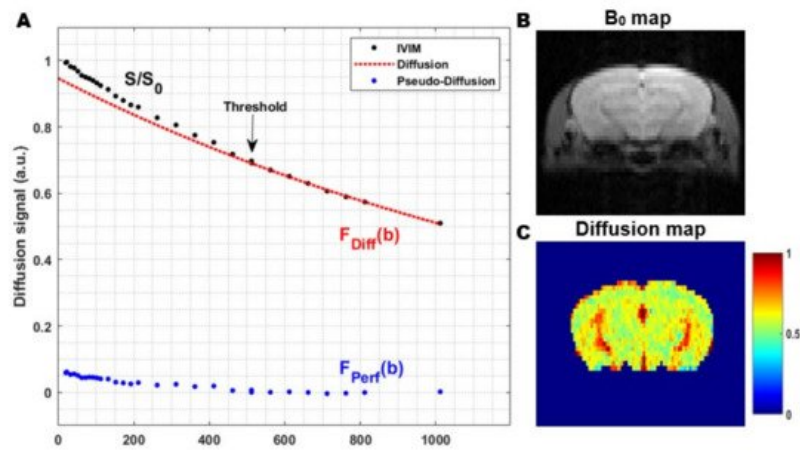 A
Diffusion signal (a.u.)
1
0.8
0.6
0.4
0.2
0
0 200 400 600 800 1000
S/S0
Threshold
IVIM
Diffusion
Pseudo-Diffusion
FDiff(b)
FPerf(b)
B
B0 map
C
Diffusion map
1
0.5
0